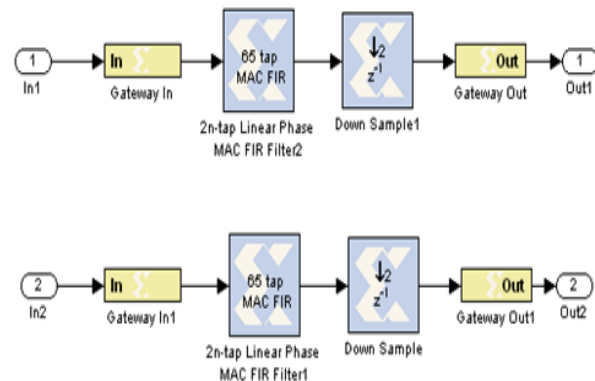 1
In
65 tap
MAC FIR
↓2
z⁻¹
Out
1
In1
Gateway In
2n-tap Linear Phase
MAC FIR Filter2
Down Sample1
Gateway Out
Out1
2
In
65 tap
MAC FIR
↓2
z⁻¹
Out
2
In2
Gateway In1
2n-tap Linear Phase
MAC FIR Filter1
Down Sample
Gateway Out1
Out2